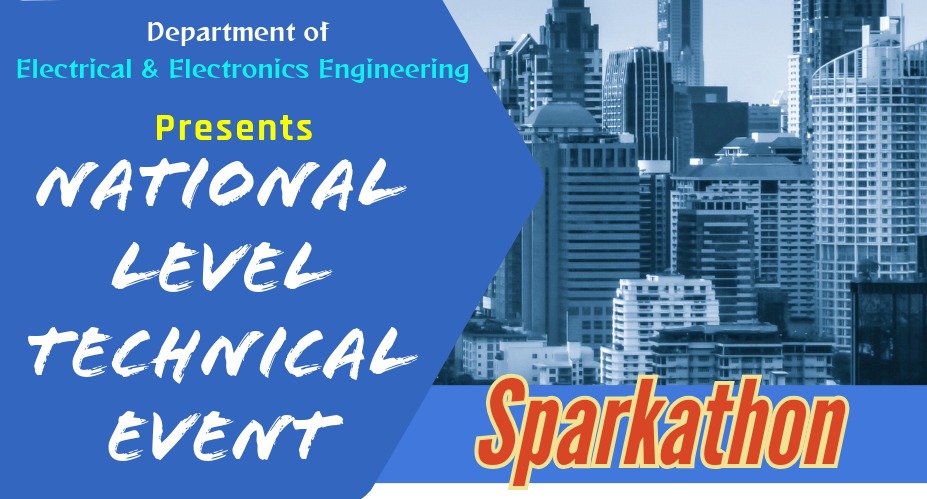 Department of
Electrical & Electronics Engineering
Presents
NATIONAL
LEVEL
TECHNICAL
EVENT
Sparkathon